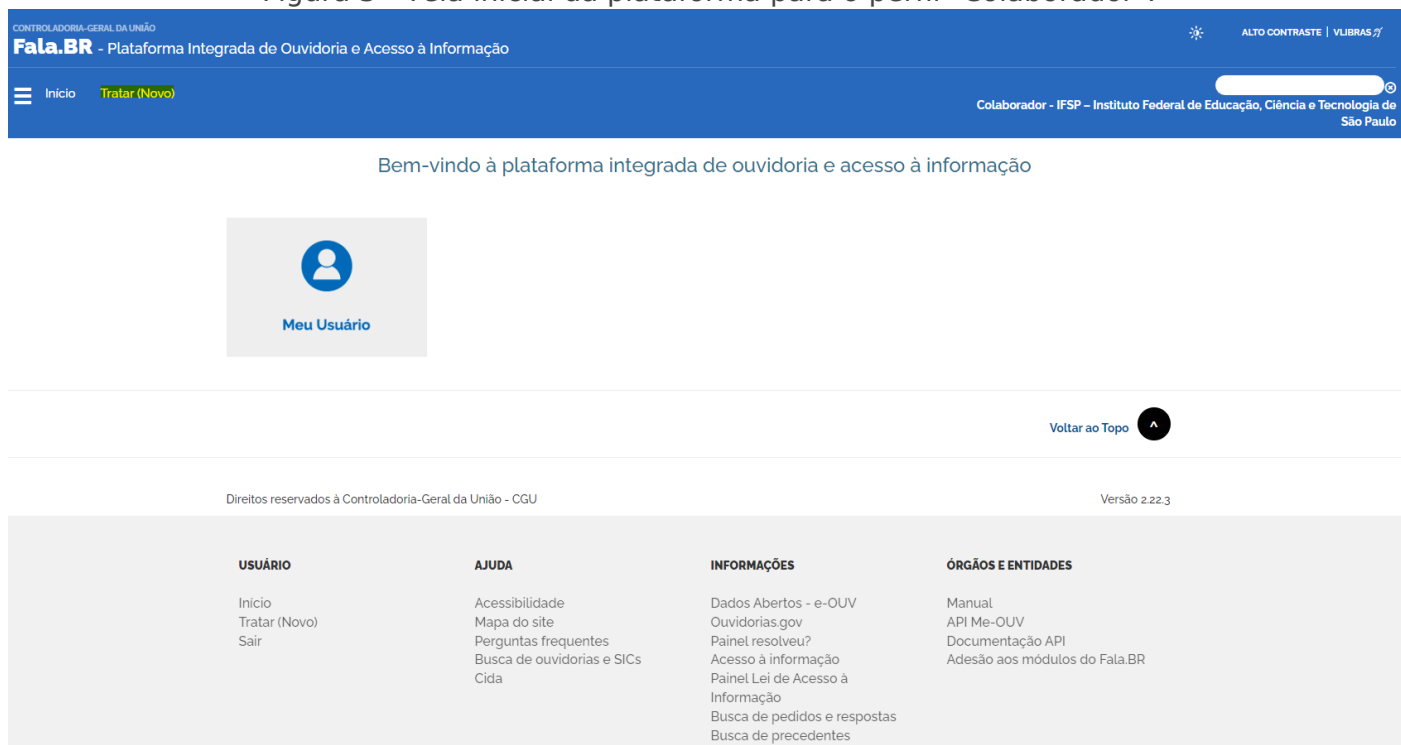 CONTROLADORIA-GERAL DA UNIÃO
Fala.BR - Plataforma Integrada de Ouvidoria e Acesso à Informação
ALTO CONTRASTE | VLIBRAS
Início
Tratar (Novo)
Colaborador - IFSP – Instituto Federal de Educação, Ciência e Tecnologia de
São Paulo
Bem-vindo à plataforma integrada de ouvidoria e acesso à informação
Meu Usuário
Voltar ao Topo
Direitos reservados à Controladoria-Geral da União - CGU
Versão 2.22.3
USUÁRIO
Início
Tratar (Novo)
Sair
AJUDA
Acessibilidade
Mapa do site
Perguntas frequentes
Busca de ouvidorias e SICs
Cida
INFORMAÇÕES
Dados Abertos - e-OUV
Ouvidorias.gov
Painel resolveu?
Acesso à informação
Painel Lei de Acesso à
Informação
Busca de pedidos e respostas
Busca de precedentes
ÓRGÃOS E ENTIDADES
Manual
API Me-OUV
Documentação API
Adesão aos módulos do Fala.BR